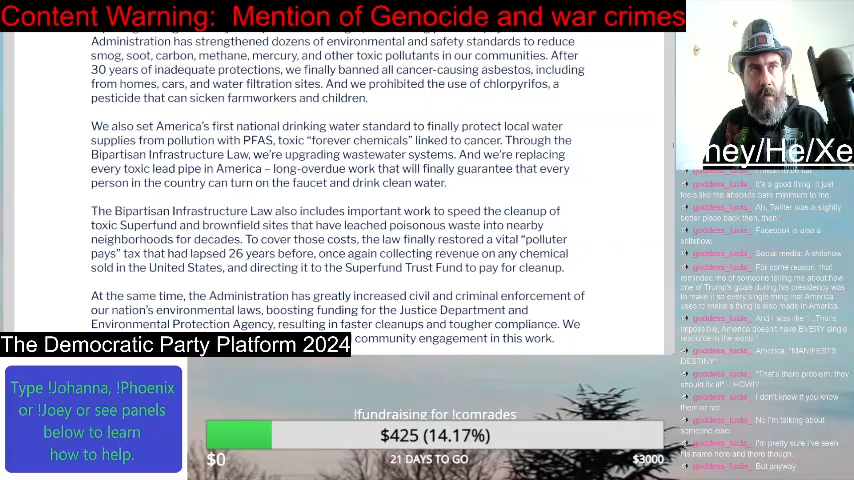 Content Warning: Mention of Genocide and war crimes
Administration has strengthened dozens of environmental and safety standards to reduce
smog, soot, carbon, methane, mercury, and other toxic pollutants in our communities. After
30 years of inadequate protections, we finally banned all cancer-causing asbestos, including
from homes, cars, and water filtration sites. And we prohibited the use of chlorpyrifos, a
pesticide that can sicken farmworkers and children.
We also set America's first national drinking water standard to finally protect local water
supplies from pollution with PFAS, toxic "forever chemicals" linked to cancer. Through the
Bipartisan Infrastructure Law, we're upgrading wastewater systems. And we're replacing
every toxic lead pipe in America – long-overdue work that will finally guarantee that every
person in the country can turn on the faucet and drink clean water.
The Bipartisan Infrastructure Law also includes important work to speed the cleanup of
toxic Superfund and brownfield sites that have leached poisonous waste into nearby
neighborhoods for decades. To cover those costs, the law finally restored a vital "polluter
pays" tax that had lapsed 26 years before, once again collecting revenue on any chemical
sold in the United States, and directing it to the Superfund Trust Fund to pay for cleanup.
At the same time, the Administration has greatly increased civil and criminal enforcement of
our nation's environmental laws, boosting funding for the Justice Department and
Environmental Protection Agency, resulting in faster cleanups and tougher compliance. We
community engagement in this work.
The Democratic Party Platform 2024
hey/He/Xe
goddess_lucia_: It's a good thing. It just
feels like the absolute bare minimum to me.
goddess_lucia_: Ah, Twitter was a slightly
better place back then, then.
goddess_lucia_: Facebook is also a
shitshow.
goddess_lucia_: Social media: A shitshow
goddess_lucia_: For some reason, that
reminded me of someone telling me about how
one of Trump's goals during his presidency was
to make it so every single thing that America
uses to make a thing is also made in America.
goddess_lucia_: And I was like "...That's
impossible, America doesn't have EVERY single
resource in the world."
goddess_lucia_: America: "MANIFESTS
DESTINY"
goddess_lucia_: "That's there problem, they
should fix it!" ...HOW!?
goddess_lucia_: I don't know if you knew
them or not.
goddess_lucia_: No I'm talking about
someone else.
goddess_lucia_: I'm pretty sure I've seen
his name here and there though.
goddess_lucia_: But anyway
Type !Johanna, !Phoenix
or !Joey or see panels
below to learn
how to help.
!fundraising for !comrades
$425 (14.17%)
$0
21 DAYS TO GO
$3000